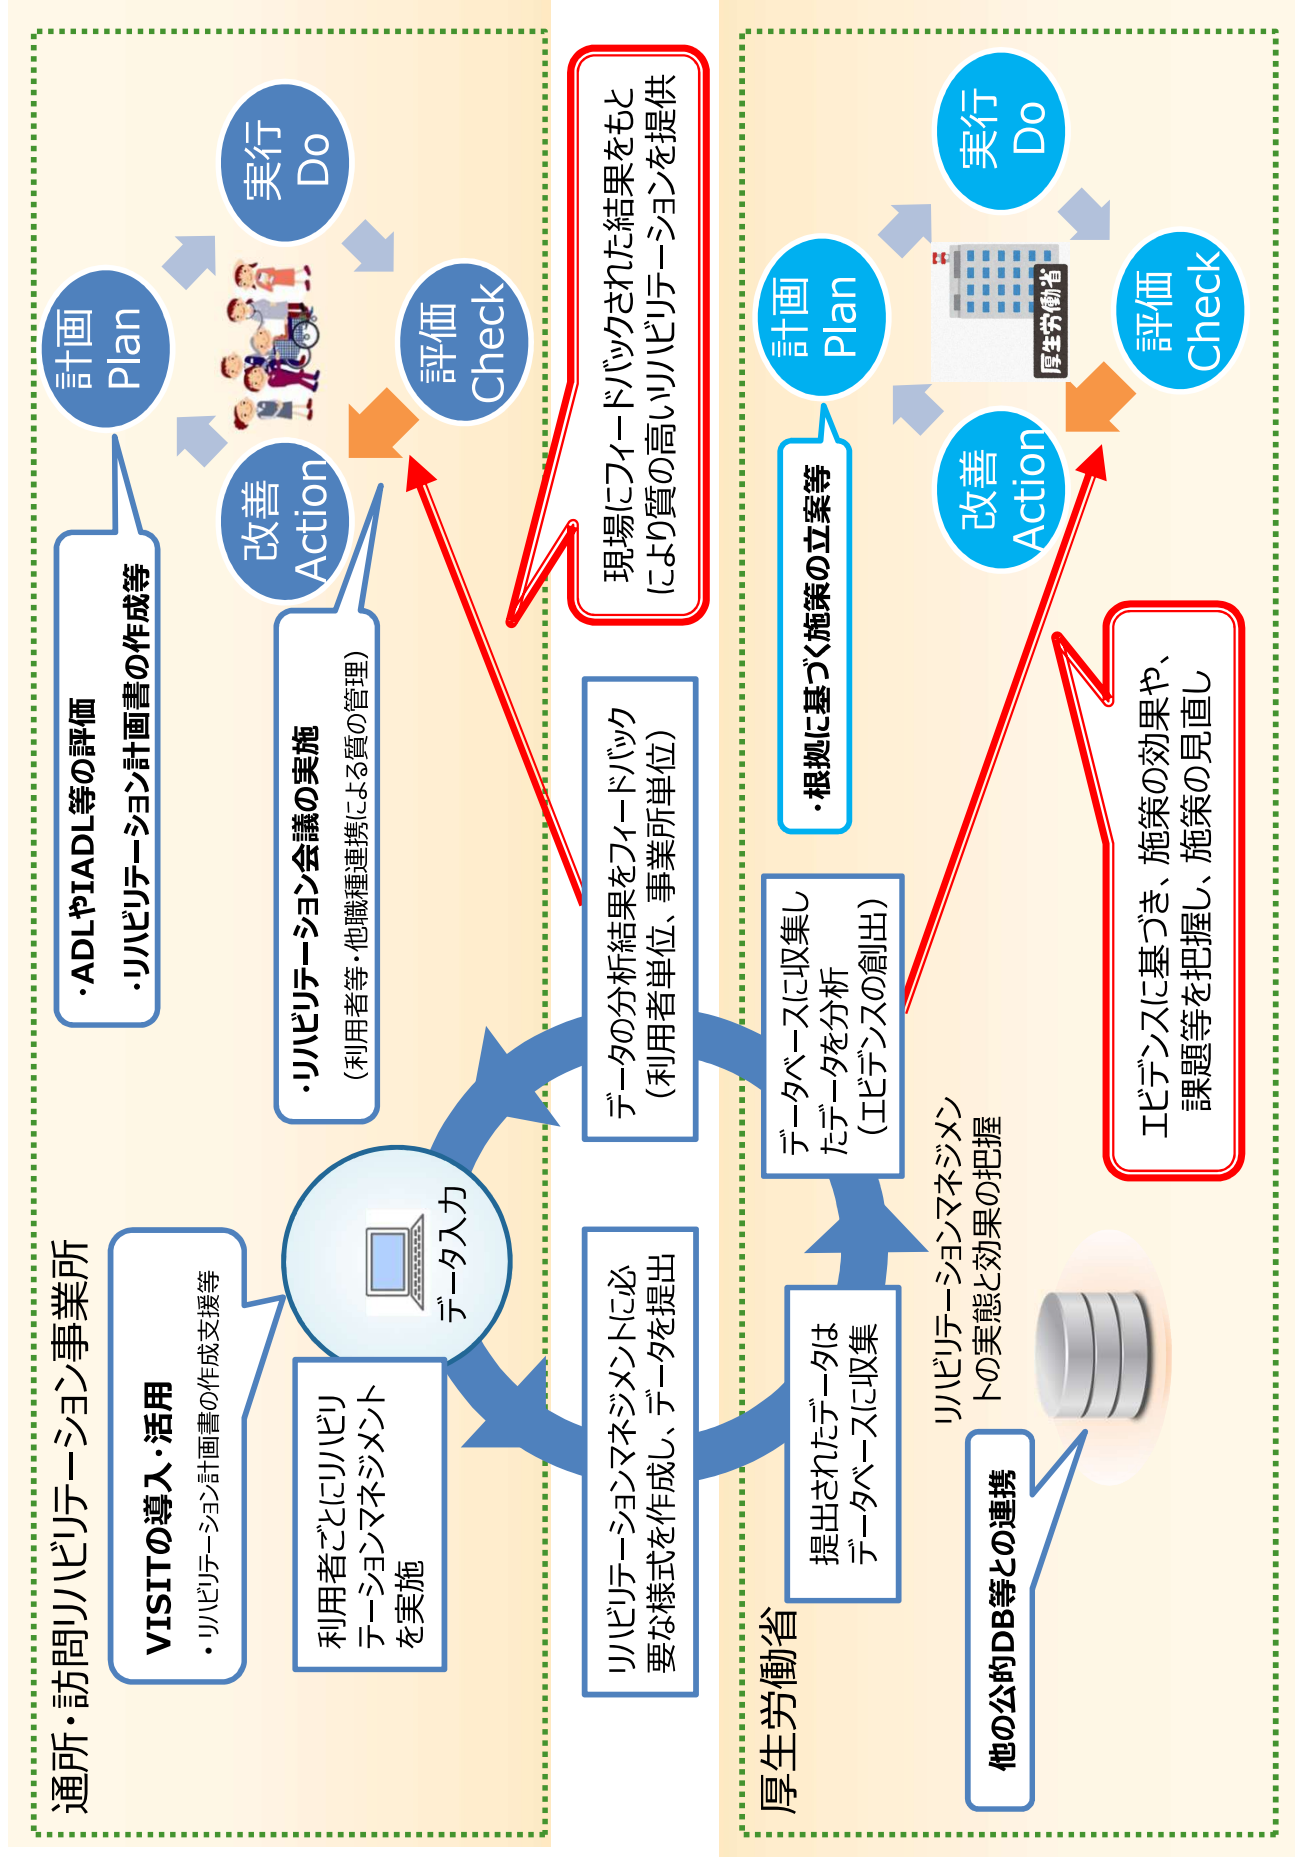 通所・訪問リハビリテーション事業所
VISITの導入・活用
・リハビリテーション計画書の作成支援等
利用者ごとにリハビリ
テーションマネジメント
を実施
データ入力
・ADLやIADL等の評価
・リハビリテーション計画書の作成等
・リハビリテーション会議の実施
（利用者等・他職種連携による質の管理）
計画
Plan
実行
Do
評価
Check
改善
Action
リハビリテーションマネジメントに必
要な様式を作成し、データを提出
データの分析結果をフィードバック
（利用者単位、事業所単位）
現場にフィードバックされた結果をもと
により質の高いリハビリテーションを提供
厚生労働省
提出されたデータは
データベースに収集
データベースに収集し
たデータを分析
（エビデンスの創出）
リハビリテーションマネジメン
トの実態と効果の把握
他の公的DB等との連携
・根拠に基づく施策の立案等
計画
Plan
実行
Do
評価
Check
改善
Action
厚生労働省
エビデンスに基づき、施策の効果や、
課題等を把握し、施策の見直し